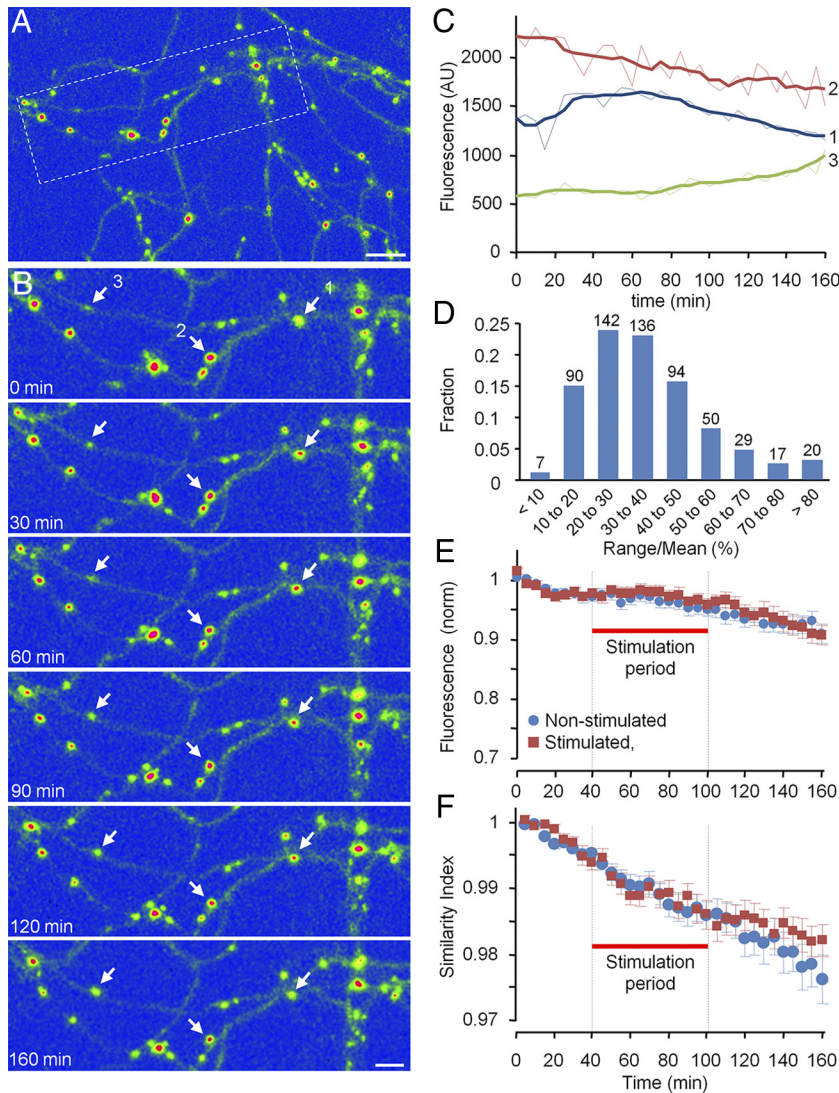 A
B
3
1
2
0 min
30 min
60 min
90 min
120 min
160 min
C
Fluorescence (AU)
2000
1500
1000
500
0
2
1
3
0 20 40 60 80 100 120 140 160
time (min)
D
Fraction
0.25
0.2
0.15
0.1
0.05
0
7
90
142
136
94
50
29
17
20
< 10
10 to 20
20 to 30
30 to 40
40 to 50
50 to 60
60 to 70
70 to 80
> 80
Range/Mean (%)
E
Fluorescence (norm)
1
0.9
0.8
0.7
Stimulation
period
Non-stimulated
Stimulated,
0 20 40 60 80 100 120 140 160
F
Similarity Index
1
0.99
0.98
0.97
Stimulation
period
0 20 40 60 80 100 120 140 160
Time (min)